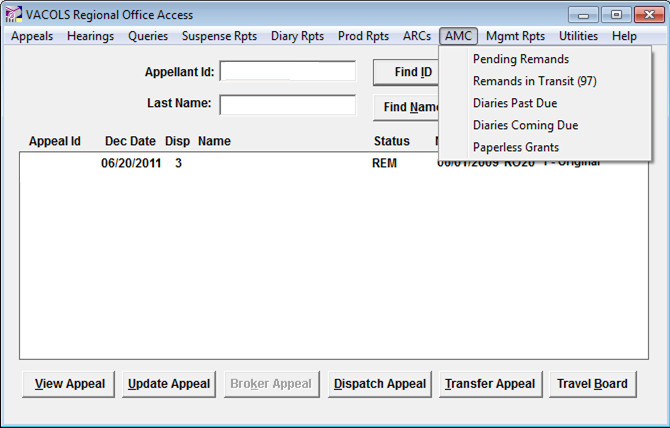 VACOLS Regional Office Access
Appeals Hearings Queries Suspense Rpts Diary Rpts Prod Rpts ARCs AMC Mgmt Rpts Utilities Help
Pending Remands
Remands in Transit (97)
Diaries Past Due
Diaries Coming Due
Paperless Grants
Appellant Id: Find ID
Last Name: Find Name
Appeal Id Dec Date Disp Name Status
06/20/2011 3 REM 06/01/2009 RO20 1 - Original
View Appeal Update Appeal Broker Appeal Dispatch Appeal Transfer Appeal Travel Board